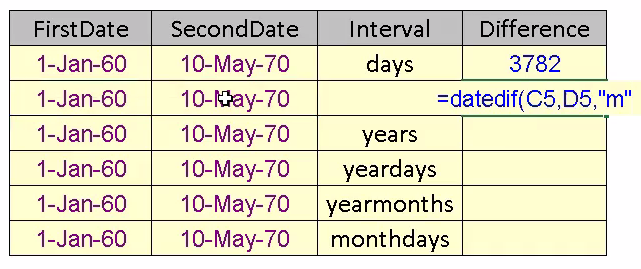 FirstDate SecondDate Interval Difference
1-Jan-60 10-May-70 days 3782
1-Jan-60 10-May-70 =datedif(C5,D5,"m"
1-Jan-60 10-May-70 years
1-Jan-60 10-May-70 yeardays
1-Jan-60 10-May-70 yearmonths
1-Jan-60 10-May-70 monthdays